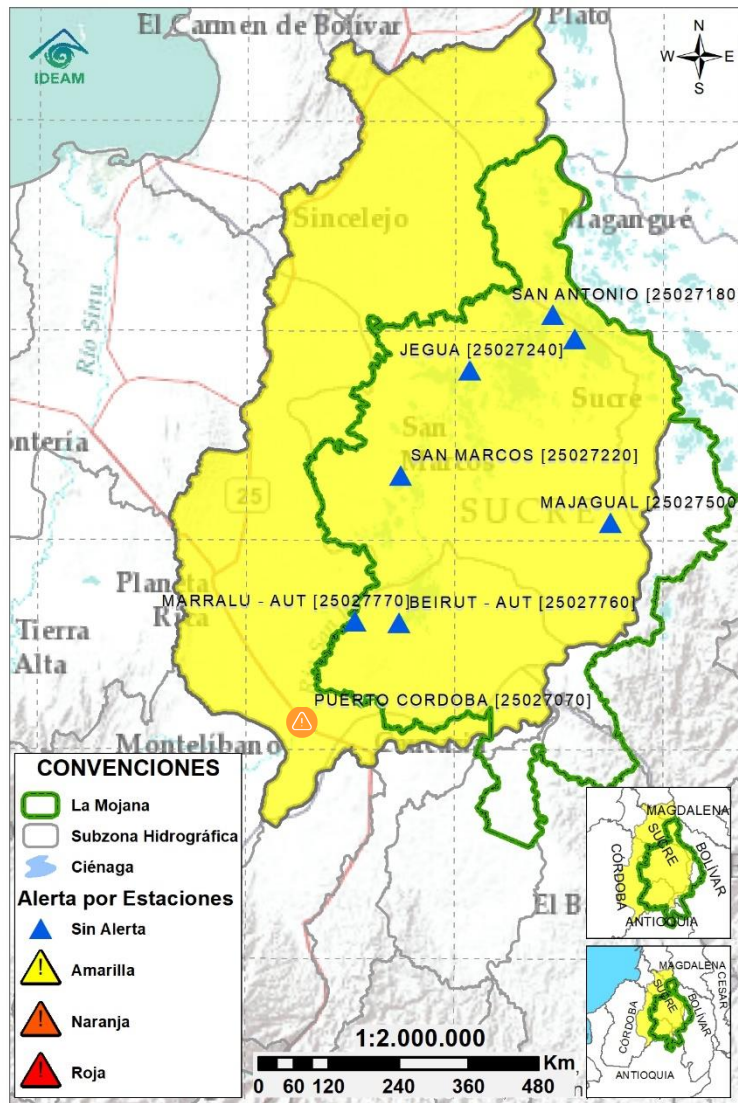 El Carmen de Bolívar
Plato
N
W E
S
IDEAM
Sincelejo
Magangué
Río Sinu
SAN ANTONIO [25027180
JEGUA [25027240]
Sucre
ontería
San
Marcos
SAN MARCOS [25027220]
25
SUCRE
MAJAGUAL [25027500
Planeta
Rica
MARRALU - AUT [25027770]
BEIRUT - AUT [25027760]
Tierra
Alta
PUERTO CORDOBA [25027070]
Montelíbano
El B
CONVENCIONES
La Mojana
Subzona Hidrográfica
Ciénaga
Alerta por Estaciones
Sin Alerta
Amarilla
Naranja
Roja
1:2.000.000
Km
0 60 120 240 360 480
MAGDALENA
SUCRE
BOLÍVAR
CÓRDOBA
ANTIOQUIA
MAGDALENA
CESAR
SUCRE
BOLÍVAR
CÓRDOBA
ANTIOQUIA